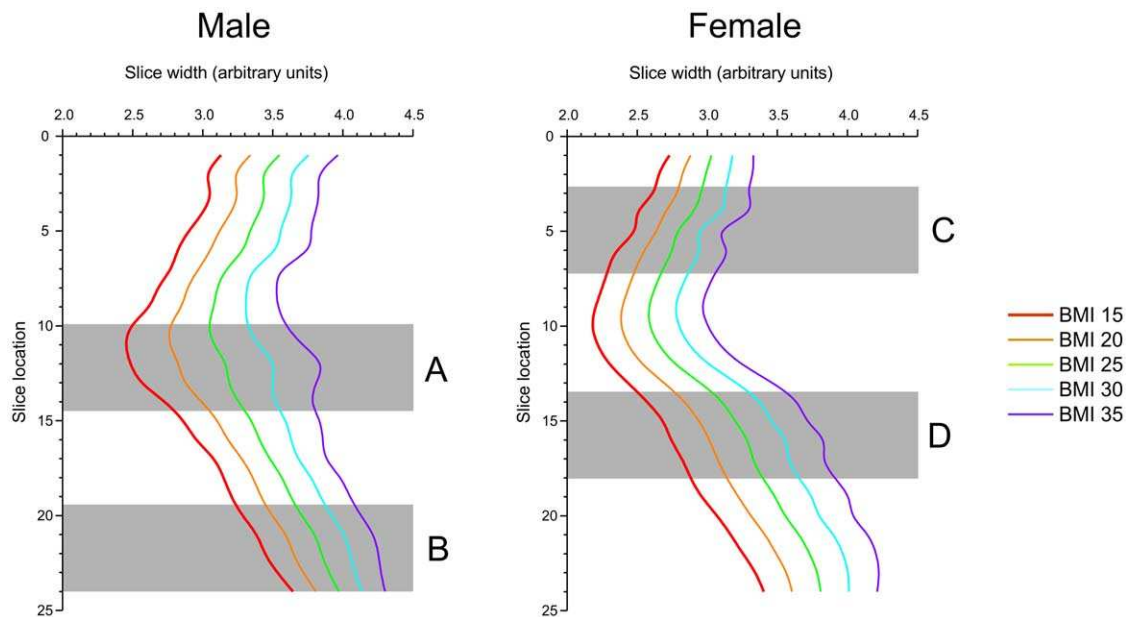 Male
Female
Slice width (arbitrary units)
Slice width (arbitrary units)
2.0 2.5 3.0 3.5 4.0 4.5
2.0 2.5 3.0 3.5 4.0 4.5
0
5
10
15
20
25
Slice location
A
B
0
5
10
15
20
25
Slice location
C
D
BMI 15
BMI 20
BMI 25
BMI 30
BMI 35